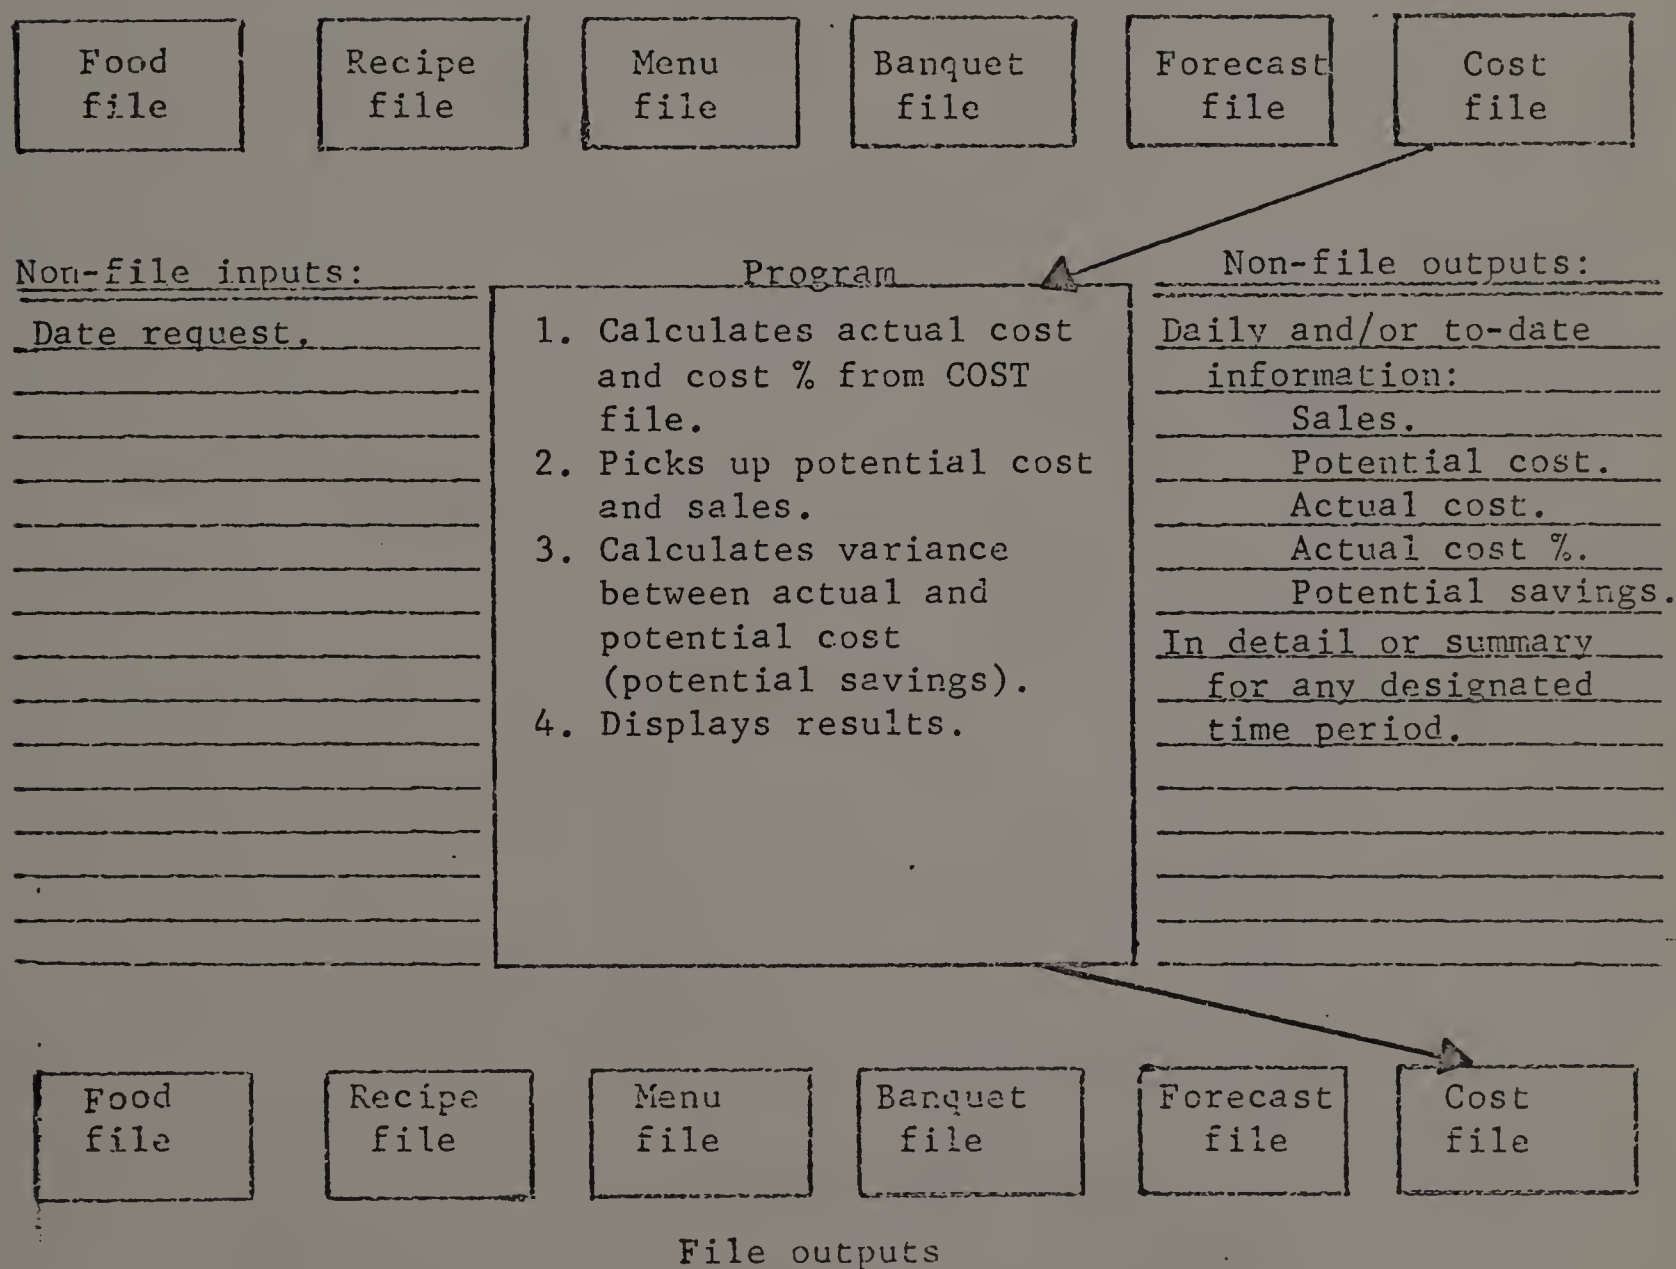 Food file
Recipe file
Menu file
Banquet file
Forecast file
Cost file
Non-file inputs:
Date request.
Program
1. Calculates actual cost
and cost % from COST
file.
2. Picks up potential cost
and sales.
3. Calculates variance
between actual and
potential cost
(potential savings).
4. Displays results.
Non-file outputs:
Daily and/or to-date
information:
Sales.
Potential cost.
Actual cost.
Actual cost %.
Potential savings.
In detail or summary
for any designated
time period.
Food file
Recipe file
Menu file
Banquet file
Forecast file
Cost file
File outputs